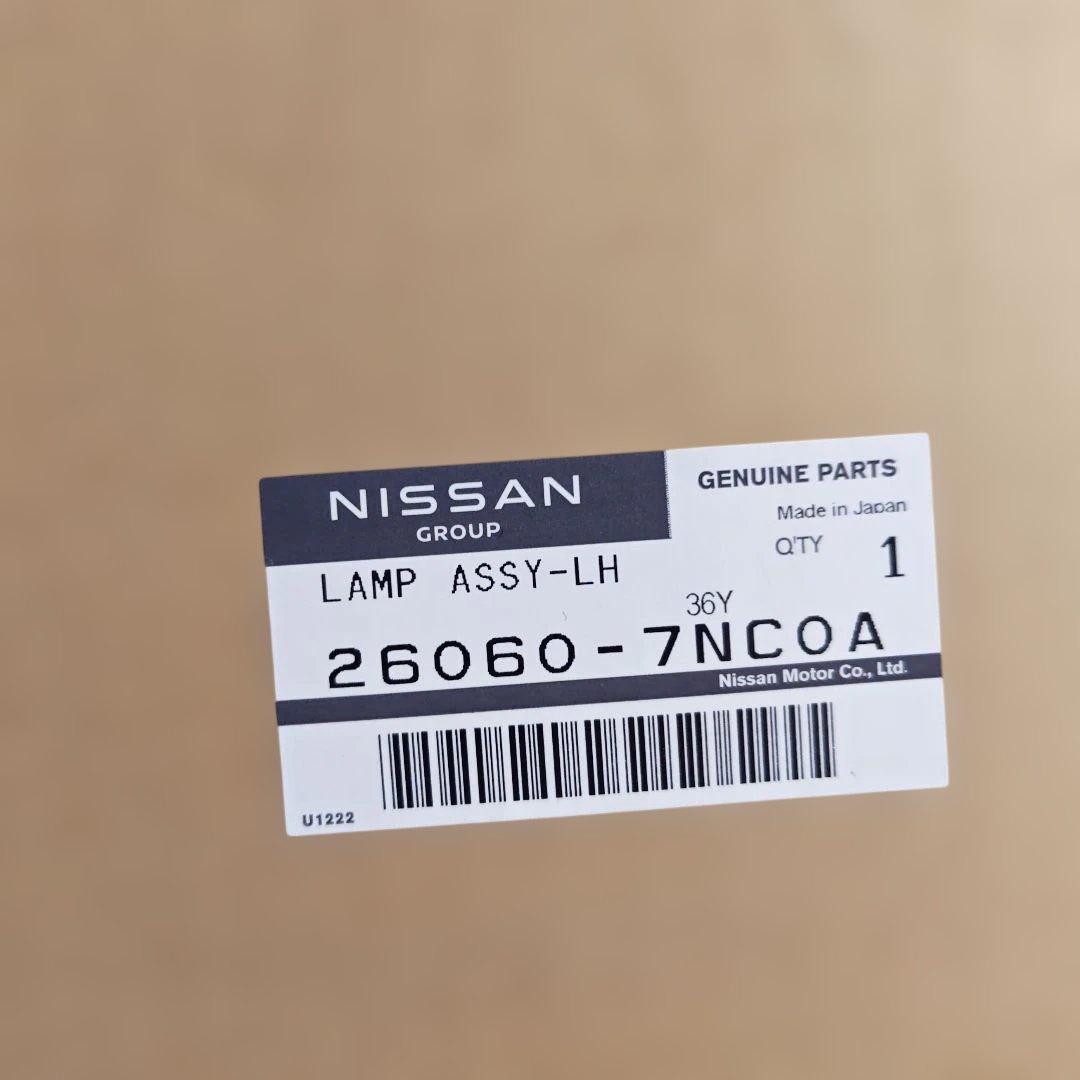 NISSAN
GROUP
GENUINE PARTS
Made in Japan
Q'TY 1
LAMP ASSY-LH
36Y
26060-7NC0A
Nissan Motor Co., Ltd.
U1222